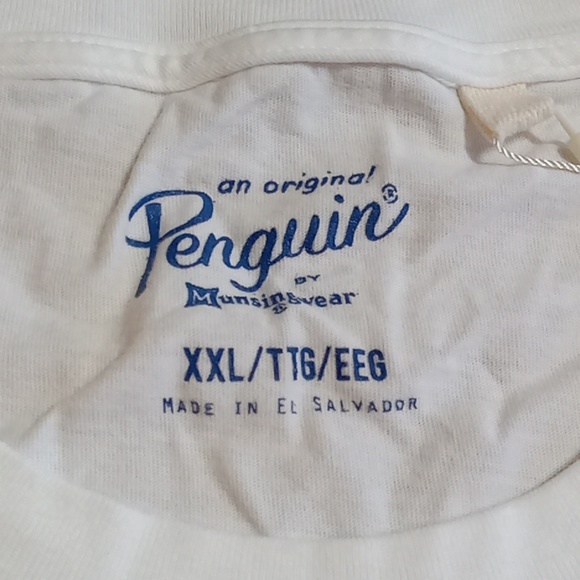 an original
Penguin®
BY
Munsingwear®
XXL/TTG/EEG
MADE IN EL SALVADOR